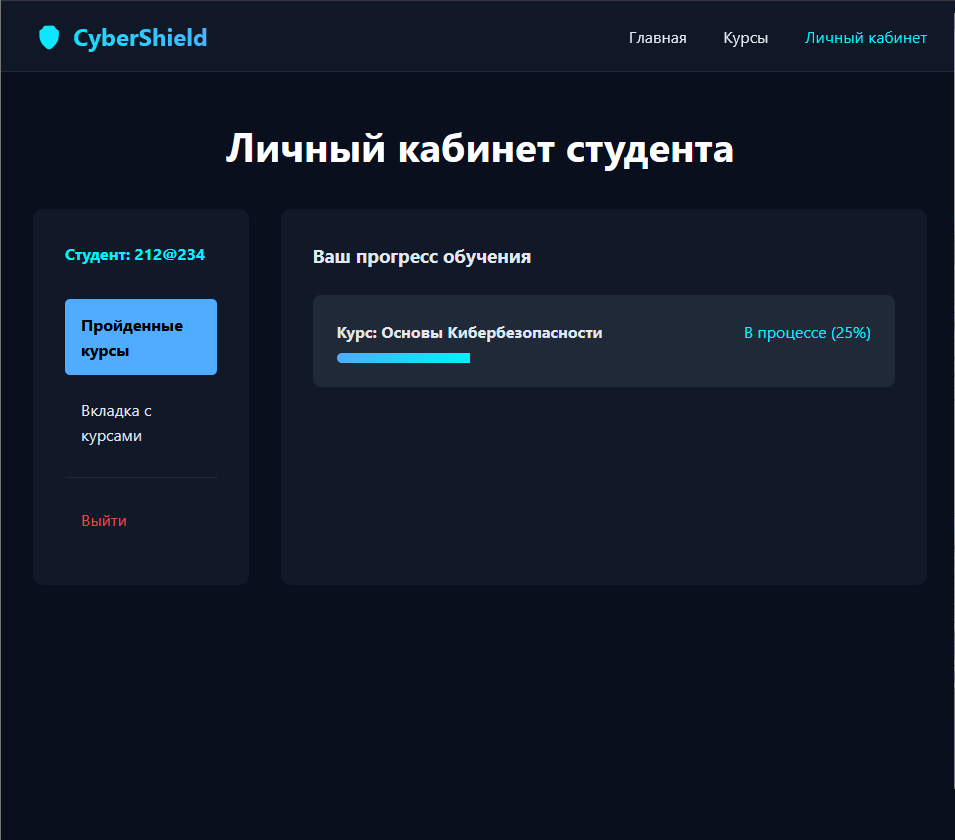 CyberShield
Главная
Курсы
Личный кабинет
Личный кабинет студента
Студент: 212@234
Пройденные
курсы
Вкладка с
курсами
Выйти
Ваш прогресс обучения
Курс: Основы Кибербезопасности
В процессе (25%)